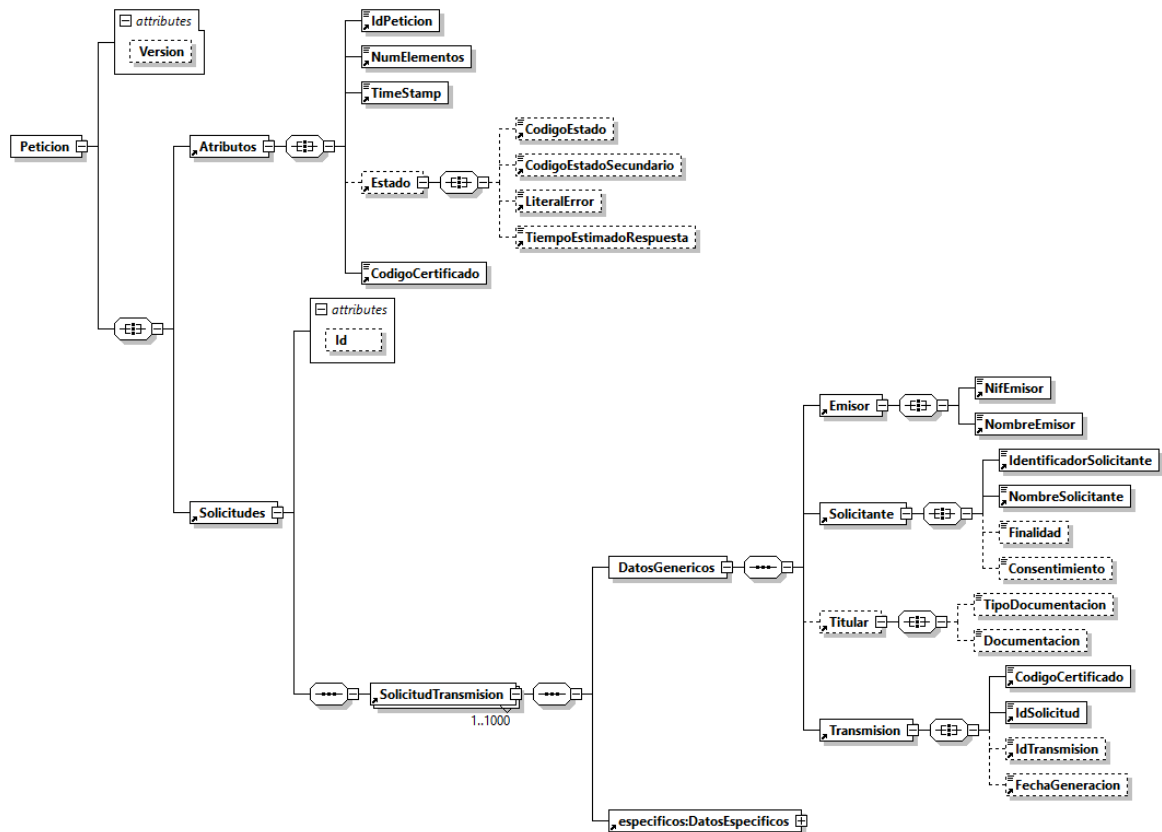 attributes
Version
Peticion
Atributos
IdPeticion
NumElementos
TimeStamp
Estado
CodigoEstado
CodigoEstadoSecundario
LiteralError
TiempoEstimadoRespuesta
CodigoCertificado
Solicitudes
attributes
Id
SolicitudTransmision
1..1000
DatosGenericos
Emisor
NifEmisor
NombreEmisor
Solicitante
IdentificadorSolicitante
NombreSolicitante
Finalidad
Consentimiento
Titular
TipoDocumentacion
Documentacion
Transmision
CodigoCertificado
IdSolicitud
IdTransmision
FechaGeneracion
especificos:DatosEspecificos